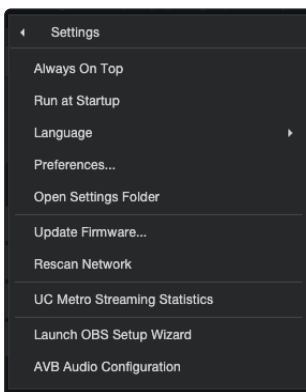 Settings
Always On Top
Run at Startup
Language
Preferences...
Open Settings Folder
Update Firmware...
Rescan Network
UC Metro Streaming Statistics
Launch OBS Setup Wizard
AVB Audio Configuration